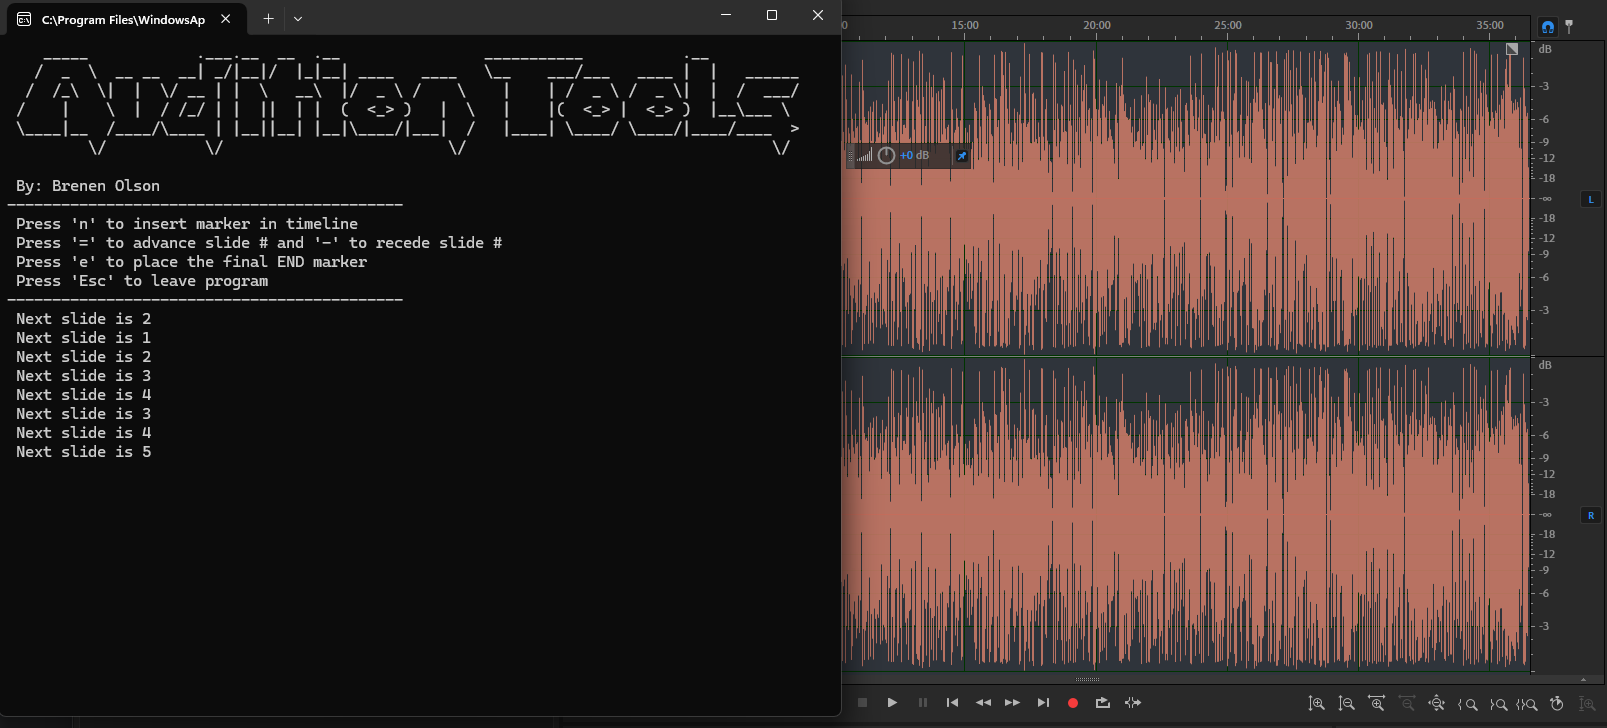 C:\Program Files\WindowsAp
Audition Tools
By: Brenen Olson
--------------------------------------------
Press 'n' to insert marker in timeline
Press '=' to advance slide # and '-' to recede slide #
Press 'e' to place the final END marker
Press 'Esc' to leave program
--------------------------------------------
Next slide is 2
Next slide is 1
Next slide is 2
Next slide is 3
Next slide is 4
Next slide is 3
Next slide is 4
Next slide is 5
0 15:00 20:00 25:00 30:00 35:00
+0 dB
dB
-3
-6
-9
-12
-18
-∞
-18
-12
-9
-6
-3
L
dB
-3
-6
-9
-12
-18
-∞
-18
-12
-9
-6
-3
R